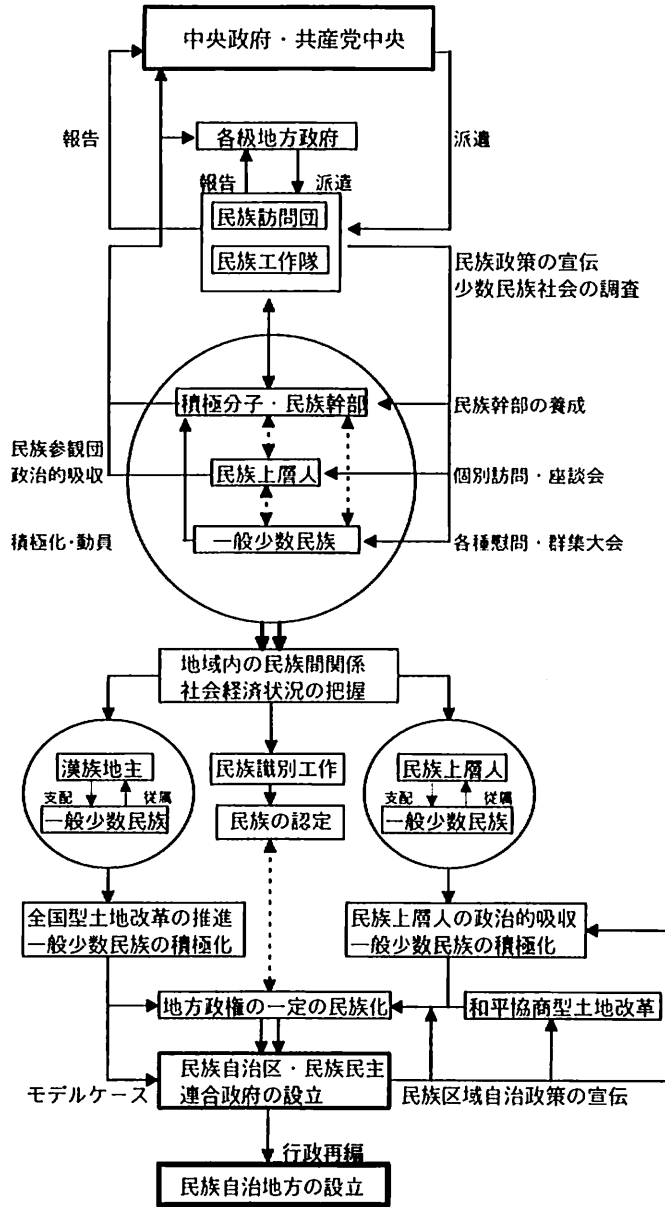 中央政府・共産党中央
報告
各級地方政府
派遣
報告
派遣
民族訪問団
民族工作隊
民族政策の宣伝
少数民族社会の調査
積極分子・民族幹部
民族幹部の養成
民族参観団
政治的吸収
民族上層人
個別訪問・座談会
積極化・動員
一般少数民族
各種慰問・群集大会
地域内の民族間関係
社会経済状況の把握
漢族地主
支配
従属
一般少数民族
民族識別工作
民族の認定
民族上層人
支配
従属
一般少数民族
全国型土地改革の推進
一般少数民族の積極化
民族上層人の政治的吸収
一般少数民族の積極化
地方政権の一定の民族化
和平協商型土地改革
モデルケース
民族自治区・民族民主
連合政府の設立
民族区域自治政策の宣伝
行政再編
民族自治地方の設立